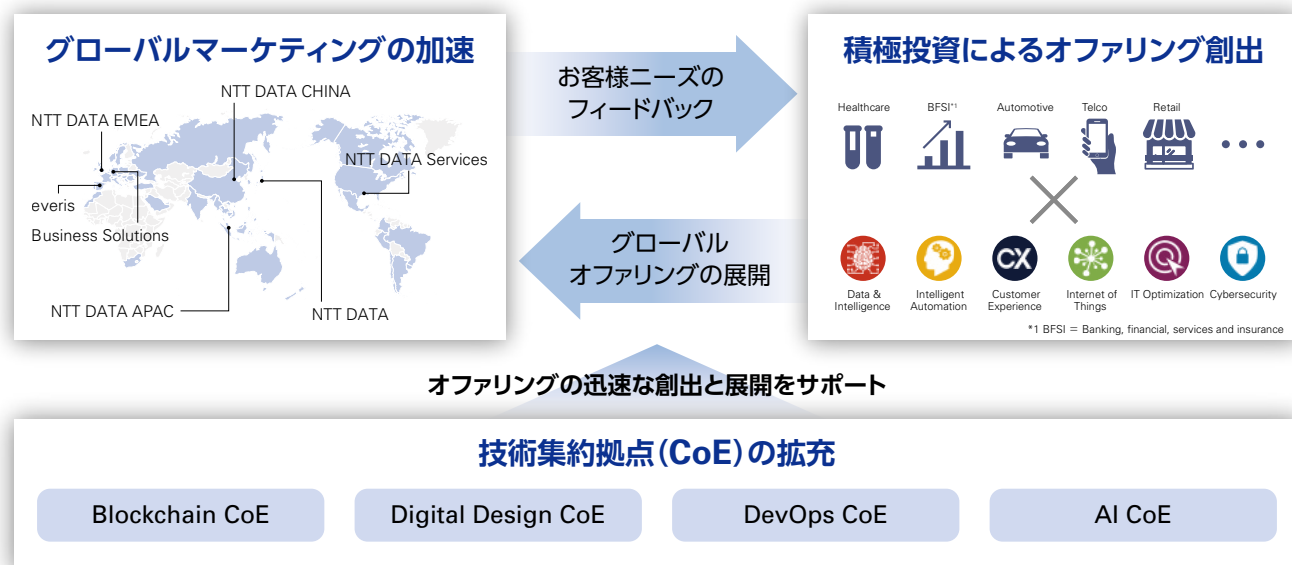 グローバルマーケティングの加速
NTT DATA CHINA
NTT DATA EMEA
NTT DATA Services
everis
Business Solutions
NTT DATA APAC
NTT DATA
お客様ニーズの
フィードバック
グローバル
オファリングの展開
積極投資によるオファリング創出
Healthcare
BFSI*1
Automotive
Telco
Retail
...
CX
Data &
Intelligence
Intelligent
Automation
Customer
Experience
Internet of
Things
IT Optimization
Cybersecurity
*1 BFSI = Banking, financial, services and insurance
オファリングの迅速な創出と展開をサポート
技術集約拠点(CoE)の拡充
Blockchain CoE
Digital Design CoE
DevOps CoE
AI CoE